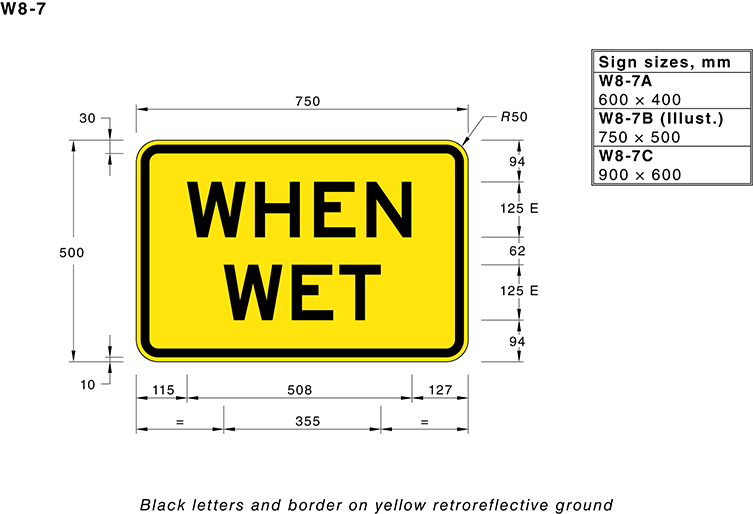 W8-7
Sign sizes, mm
W8-7A
600 × 400
W8-7B (Illust.)
750 × 500
W8-7C
900 × 600
750
30
R50
94
125 E
500
62
125 E
94
10
WHEN
WET
115 508 127
= 355 =
Black letters and border on yellow retroreflective ground